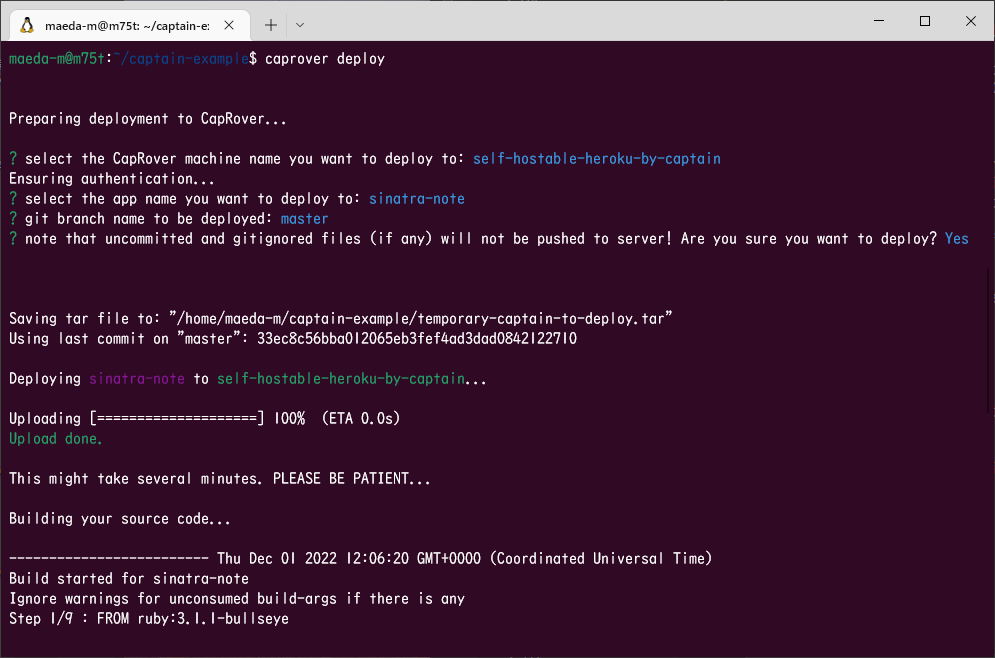 maeda-m@m75t: ~/captain-e
maeda-m@m75t:~/captain-example$ caprover deploy
Preparing deployment to CapRover...
? select the CapRover machine name you want to deploy to: self-hostable-heroku-by-captain
Ensuring authentication...
? select the app name you want to deploy to: sinatra-note
? git branch name to be deployed: master
? note that uncommitted and gitignored files (if any) will not be pushed to server! Are you sure you want to deploy? Yes
Saving tar file to: "/home/maeda-m/captain-example/temporary-captain-to-deploy.tar"
Using last commit on "master": 33ec8c56bba012065eb3fef4ad3dad0842122710
Deploying sinatra-note to self-hostable-heroku-by-captain...
Uploading [====================] 100%  (ETA 0.0s)
Upload done.
This might take several minutes. PLEASE BE PATIENT...
Building your source code...
------------------------- Thu Dec 01 2022 12:06:20 GMT+0000 (Coordinated Universal Time)
Build started for sinatra-note
Ignore warnings for unconsumed build-args if there is any
Step 1/9 : FROM ruby:3.1.1-bullseye